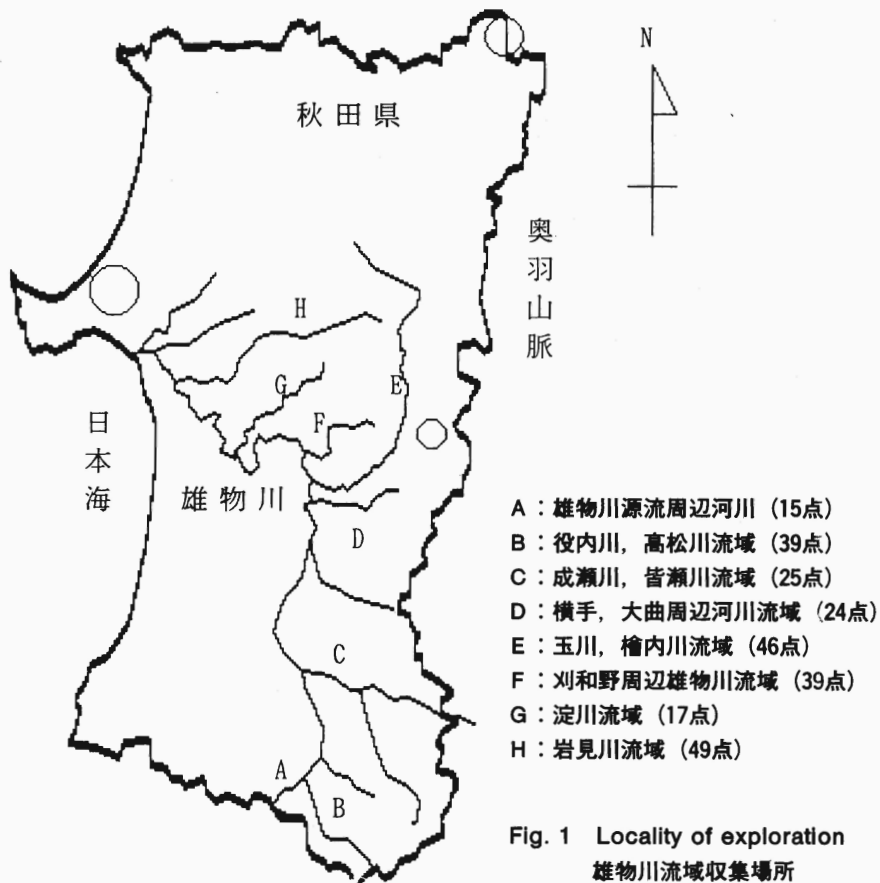 N
秋田県
奥羽山脈
H
G
E
F
日本海
雄物川
D
C
A
B
A：雄物川源流周辺河川（15点）
B：役内川，高松川流域（39点）
C：成瀬川，皆瀬川流域（25点）
D：横手，大曲周辺河川流域（24点）
E：玉川，檜内川流域（46点）
F：刈和野周辺雄物川流域（39点）
G：淀川流域（17点）
H：岩見川流域（49点）
Fig. 1 Locality of exploration
雄物川流域収集場所